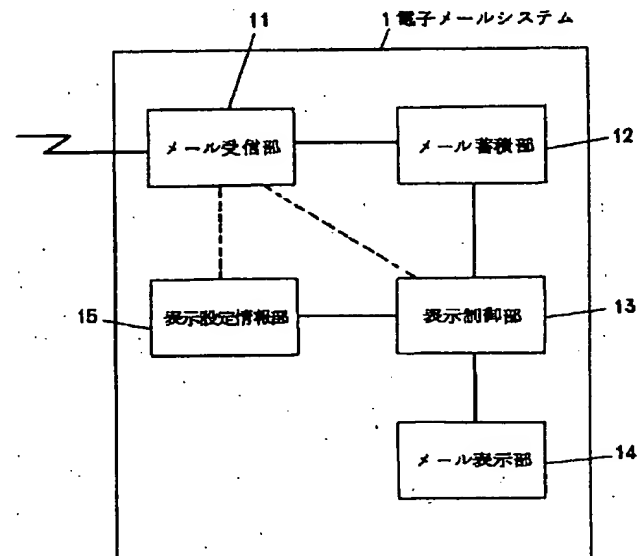 11
1 電子メールシステム
メール受信部
メール蓄積部
12
15
表示設定情報部
表示制御部
13
メール表示部
14